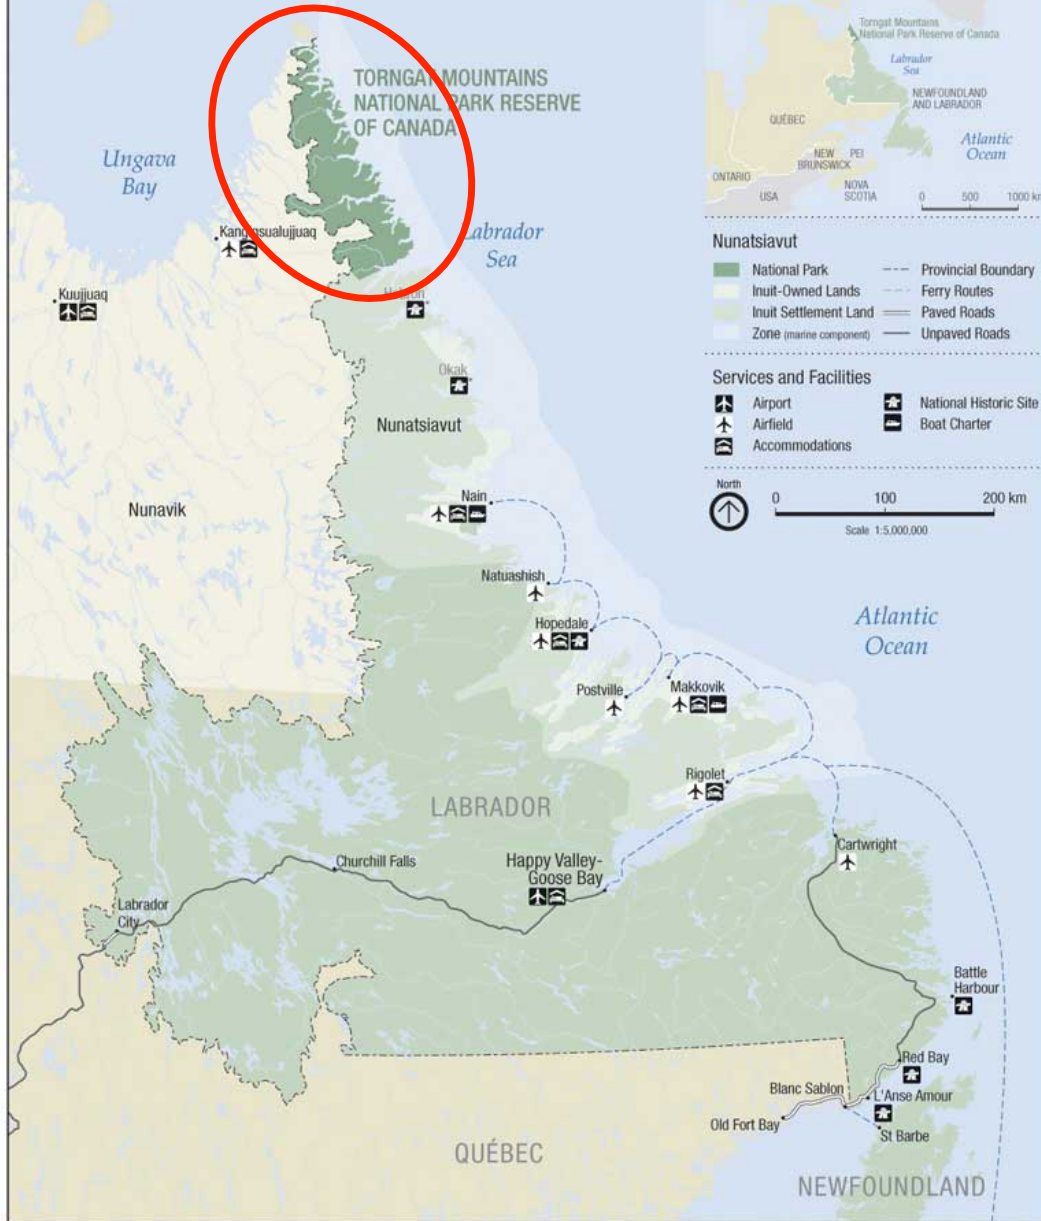 TORNGAT MOUNTAINS
NATIONAL PARK RESERVE
OF CANADA
Ungava
Bay
Labrador
Sea
Kangiqsualujjuaq
Kuujjuaq
Hebron
Okak
Nunatsiavut
Nunavik
Nain
Natuashish
Hopedale
Postville
Makkovik
Rigolet
LABRADOR
Cartwright
Churchill Falls
Happy Valley-
Goose Bay
Labrador
City
Battle
Harbour
Red Bay
Blanc Sablon
L'Anse Amour
Old Fort Bay
St Barbe
QUÉBEC
NEWFOUNDLAND
Atlantic
Ocean
Torngat Mountains
National Park Reserve of Canada
Labrador
Sea
NEWFOUNDLAND
AND LABRADOR
QUÉBEC
Atlantic
Ocean
NEW
BRUNSWICK
PEI
ONTARIO
USA
NOVA
SCOTIA
0 500 1000 km
Nunatsiavut
National Park
Inuit-Owned Lands
Inuit Settlement Land
Zone (marine component)
Provincial Boundary
Ferry Routes
Paved Roads
Unpaved Roads
Services and Facilities
Airport
Airfield
Accommodations
National Historic Site
Boat Charter
North
0 100 200 km
Scale 1:5,000,000